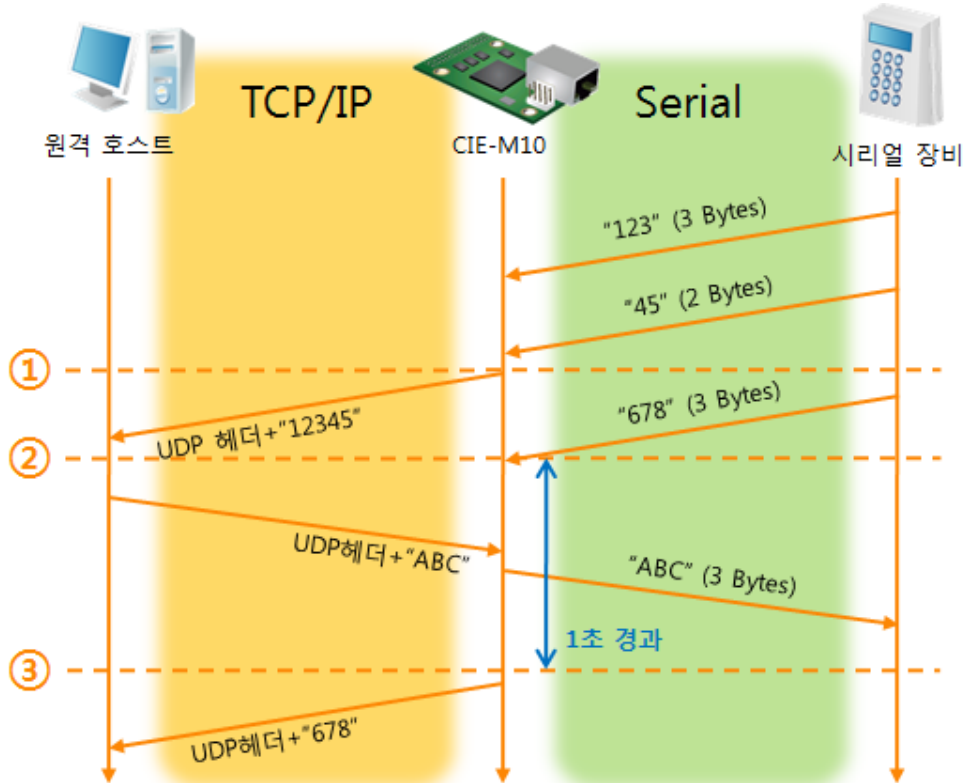 TCP/IP
Serial
원격 호스트
CIE-M10
시리얼 장비
"123" (3 Bytes)
"45" (2 Bytes)
①
"678" (3 Bytes)
UDP 헤더+"12345"
②
UDP헤더+"ABC"
"ABC" (3 Bytes)
1초 경과
③
UDP헤더+"678"